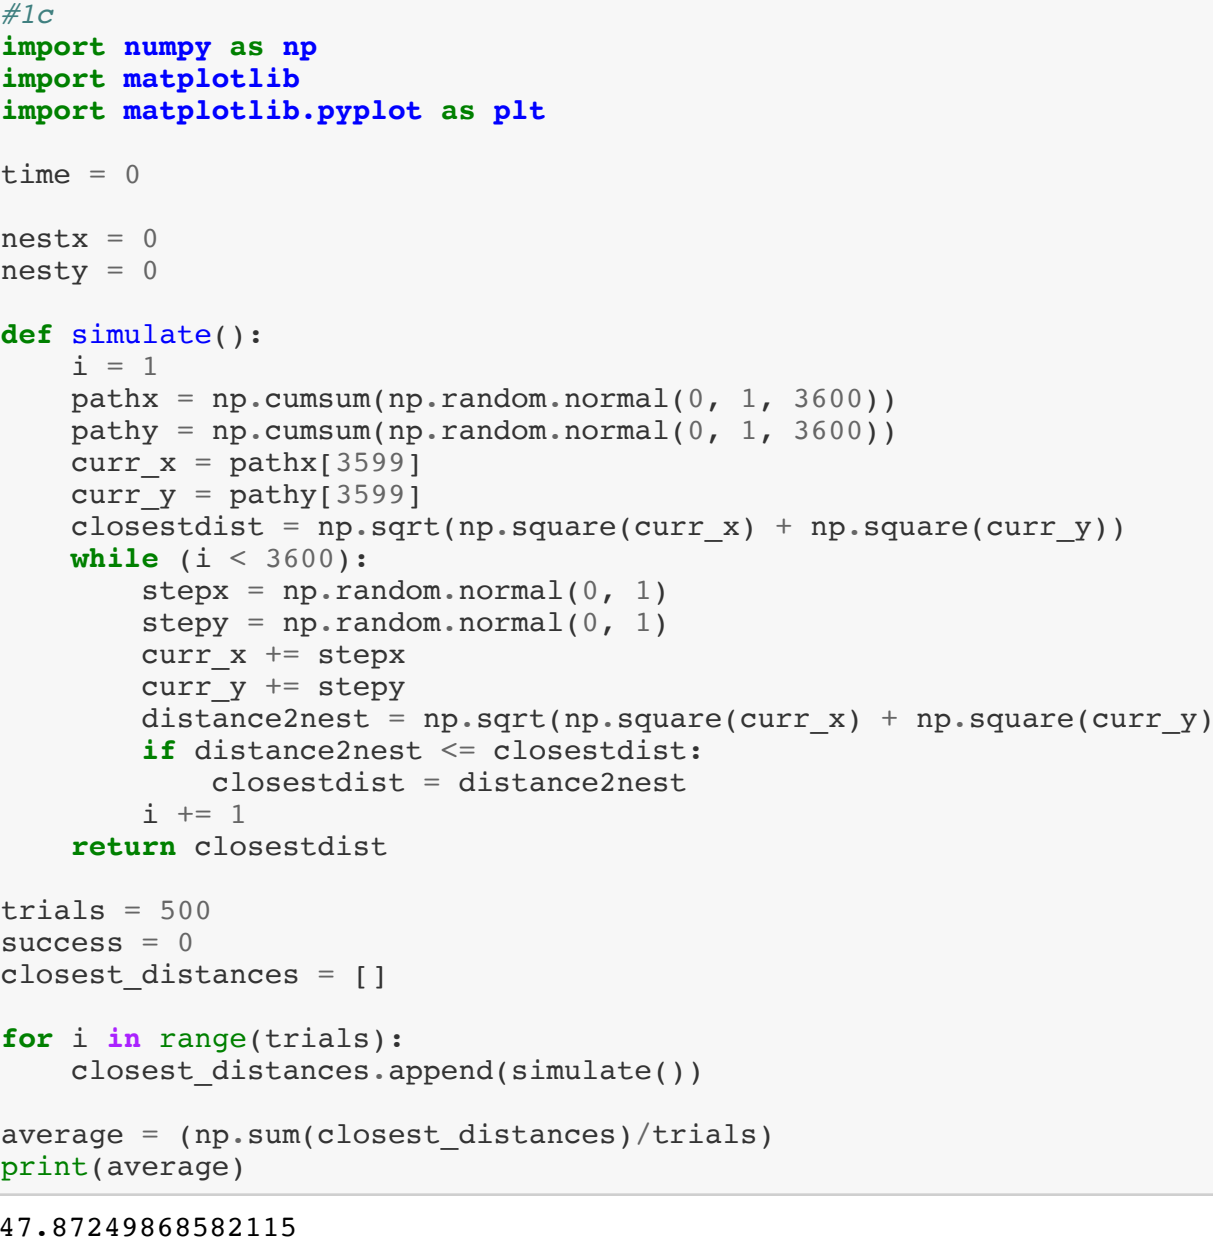 #1c
import numpy as np
import matplotlib
import matplotlib.pyplot as plt

time = 0

nestx = 0
nesty = 0

def simulate():
    i = 1
    pathx = np.cumsum(np.random.normal(0, 1, 3600))
    pathy = np.cumsum(np.random.normal(0, 1, 3600))
    curr_x = pathx[3599]
    curr_y = pathy[3599]
    closestdist = np.sqrt(np.square(curr_x) + np.square(curr_y))
    while (i < 3600):
        stepx = np.random.normal(0, 1)
        stepy = np.random.normal(0, 1)
        curr_x += stepx
        curr_y += stepy
        distance2nest = np.sqrt(np.square(curr_x) + np.square(curr_y)
        if distance2nest <= closestdist:
            closestdist = distance2nest
        i += 1
    return closestdist

trials = 500
success = 0
closest_distances = []

for i in range(trials):
    closest_distances.append(simulate())

average = (np.sum(closest_distances)/trials)
print(average)

47.87249868582115